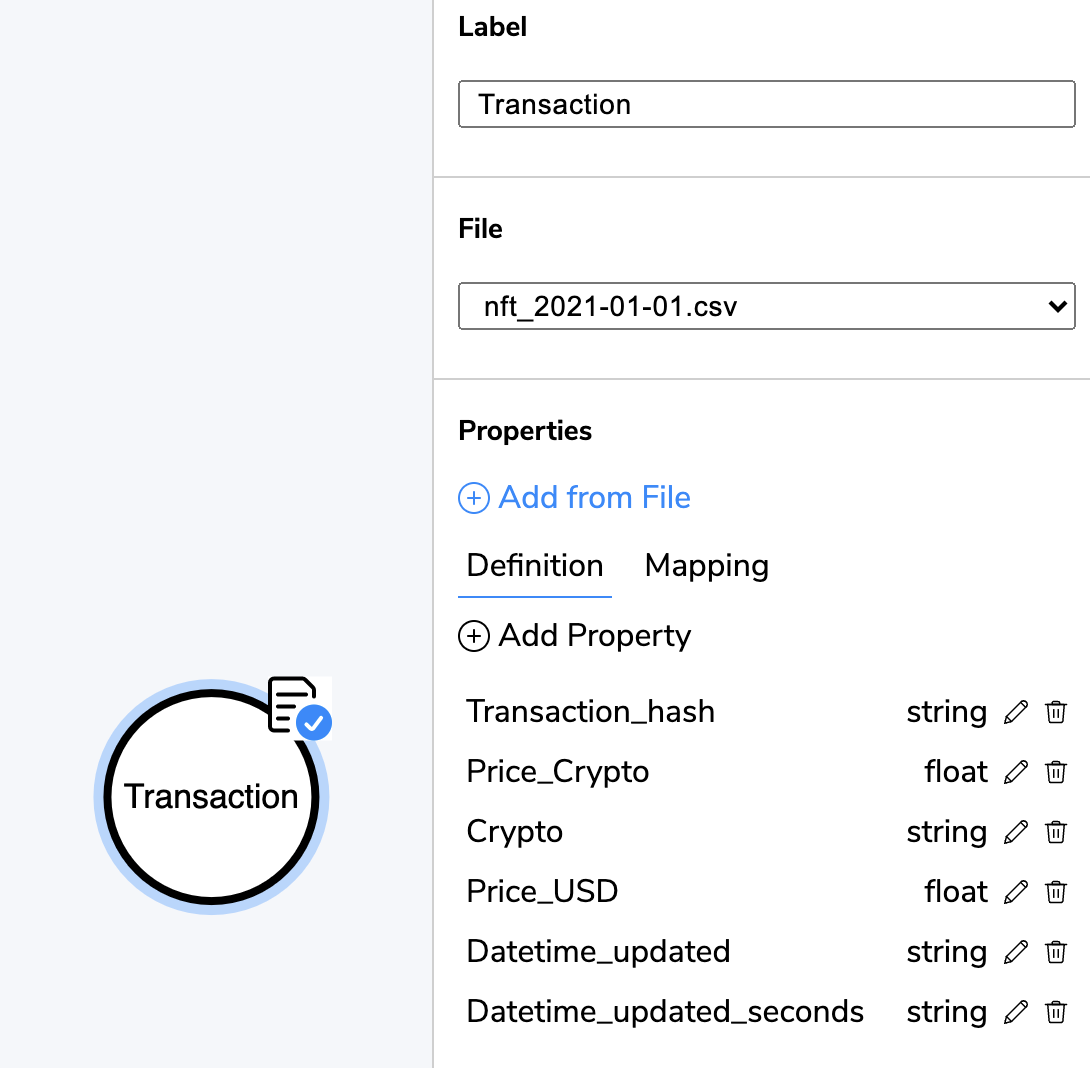 Label
Transaction
File
nft_2021-01-01.csv
Properties
Add from File
Definition Mapping
Add Property
Transaction_hash string
Price_Crypto float
Crypto string
Price_USD float
Datetime_updated string
Datetime_updated_seconds string
Transaction